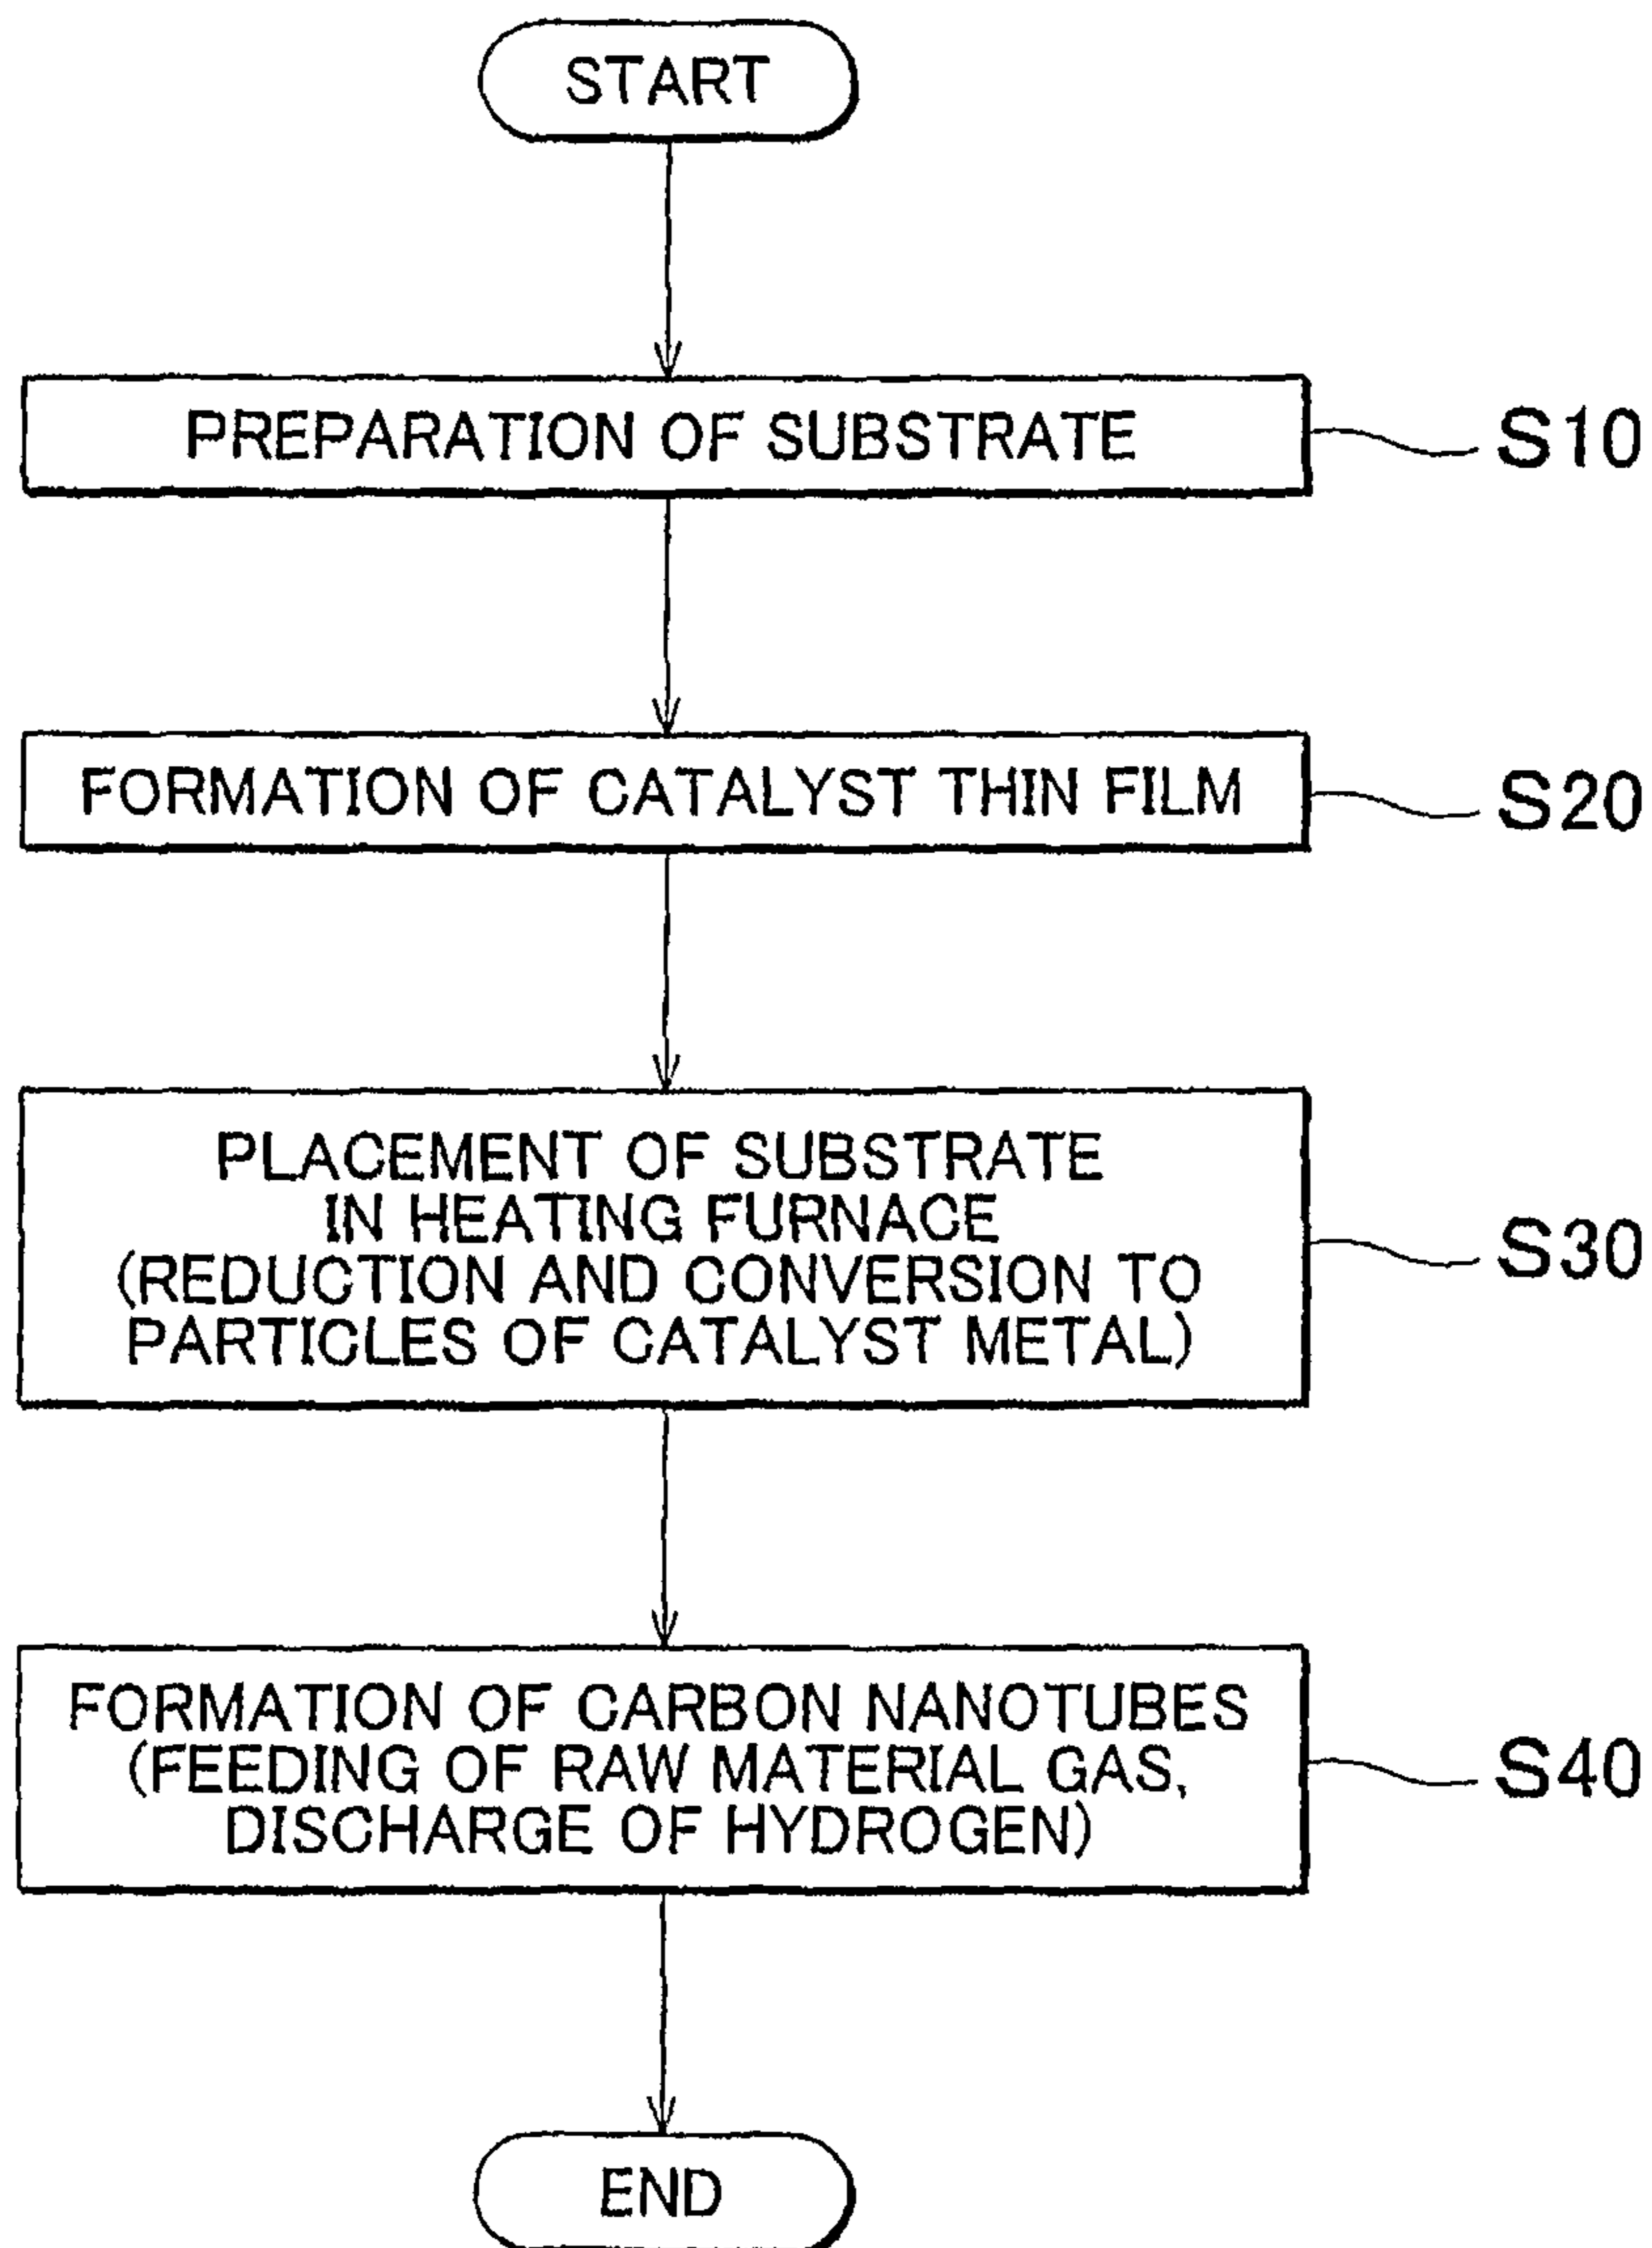 START
PREPARATION OF SUBSTRATE
S10
FORMATION OF CATALYST THIN FILM
S20
PLACEMENT OF SUBSTRATE
IN HEATING FURNACE
(REDUCTION AND CONVERSION TO
PARTICLES OF CATALYST METAL)
S30
FORMATION OF CARBON NANOTUBES
(FEEDING OF RAW MATERIAL GAS,
DISCHARGE OF HYDROGEN)
S40
END